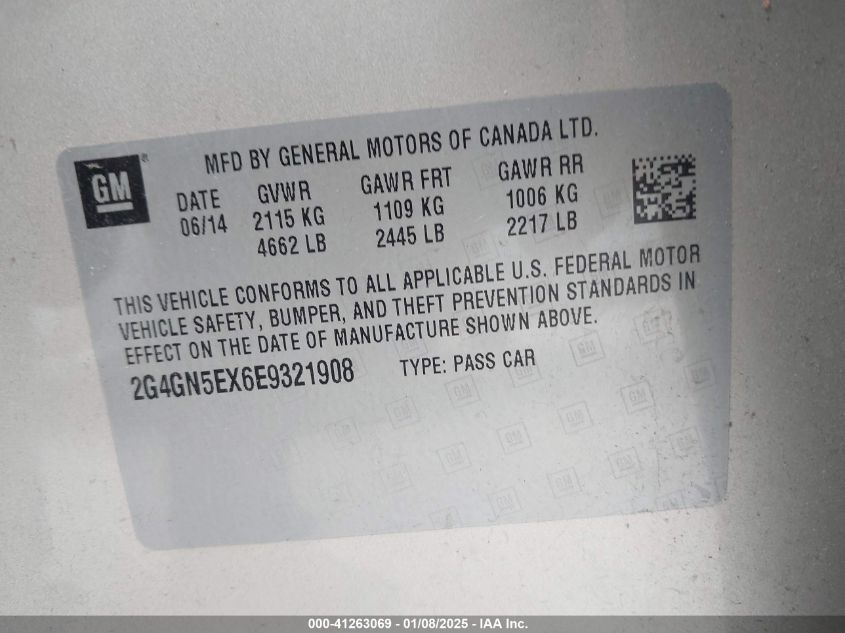 GM
®
MFD BY GENERAL MOTORS OF CANADA LTD.
DATE GVWR GAWR FRT GAWR RR
06/14 2115 KG 1109 KG 1006 KG
4662 LB 2445 LB 2217 LB
THIS VEHICLE CONFORMS TO ALL APPLICABLE U.S. FEDERAL MOTOR
VEHICLE SAFETY, BUMPER, AND THEFT PREVENTION STANDARDS IN
EFFECT ON THE DATE OF MANUFACTURE SHOWN ABOVE.
2G4GN5EX6E9321908 TYPE: PASS CAR
000-41263069 - 01/08/2025 - IAA Inc.